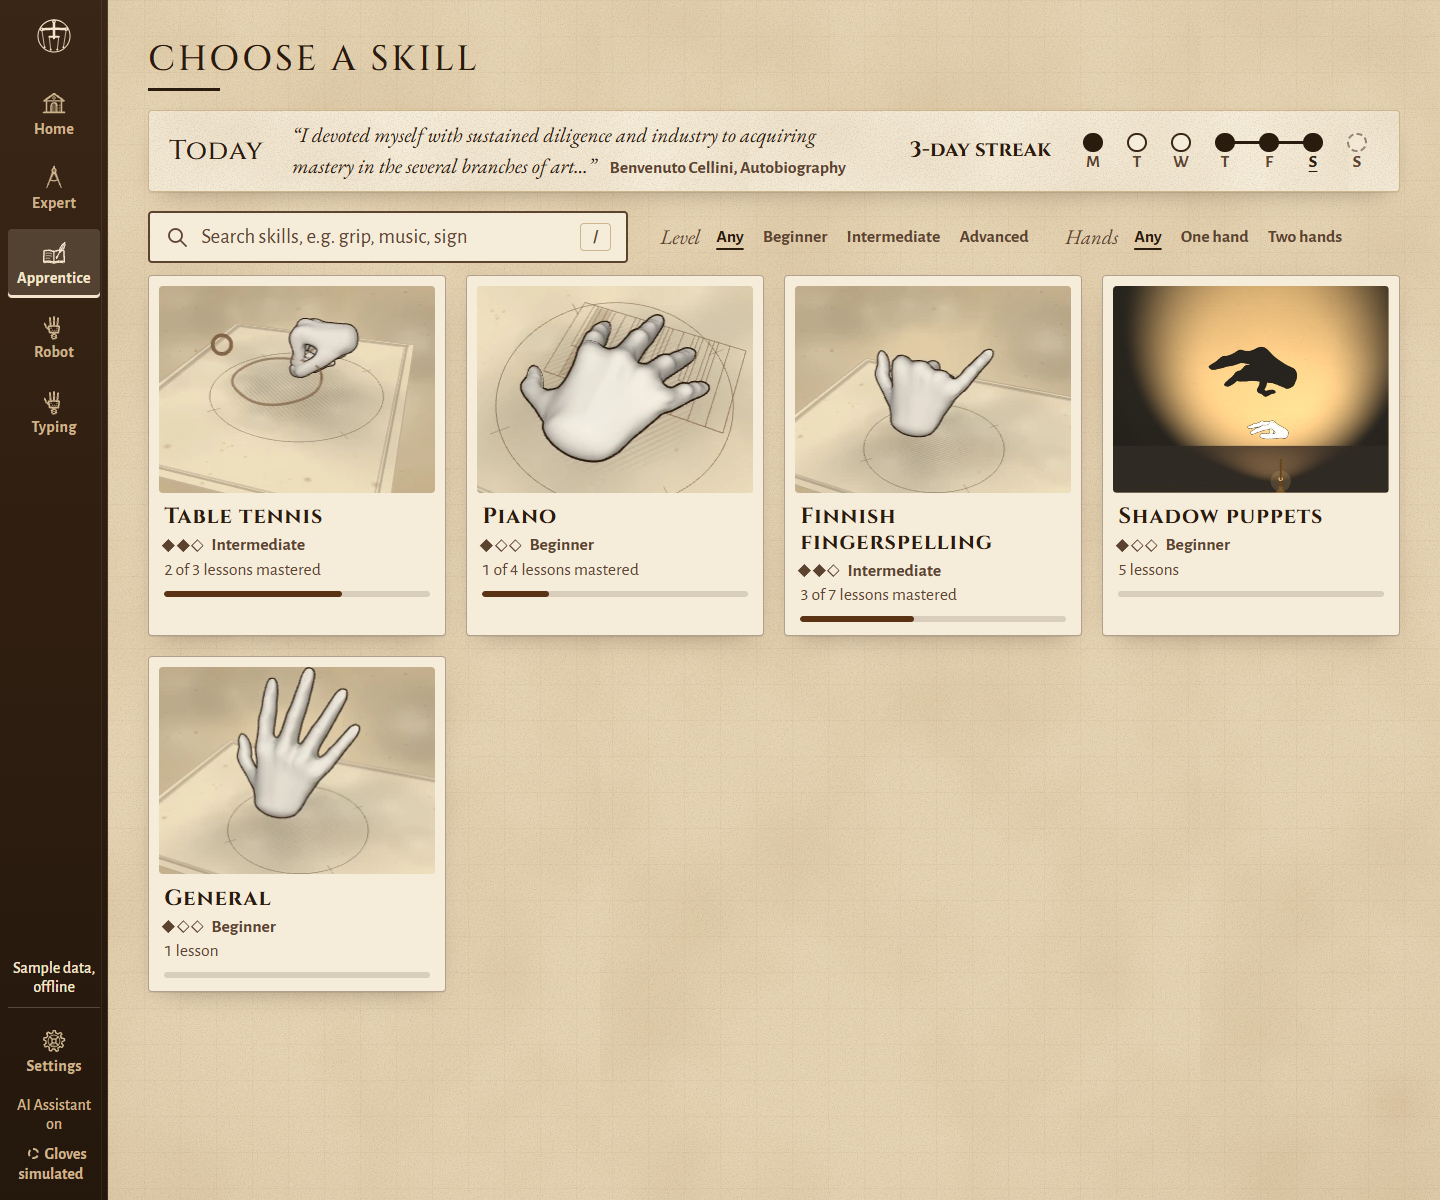 Home
Expert
Apprentice
Robot
Typing
Sample data,
offline
Settings
AI Assistant
on
Gloves
simulated
CHOOSE A SKILL
TODAY
“I devoted myself with sustained diligence and industry to acquiring
mastery in the several branches of art...” Benvenuto Cellini, Autobiography
3-DAY STREAK
M T W T F S S
Search skills, e.g. grip, music, sign /
Level Any Beginner Intermediate Advanced Hands Any One hand Two hands
TABLE TENNIS
Intermediate
2 of 3 lessons mastered
PIANO
Beginner
1 of 4 lessons mastered
FINNISH
FINGERSPELLING
Intermediate
3 of 7 lessons mastered
SHADOW PUPPETS
Beginner
5 lessons
GENERAL
Beginner
1 lesson